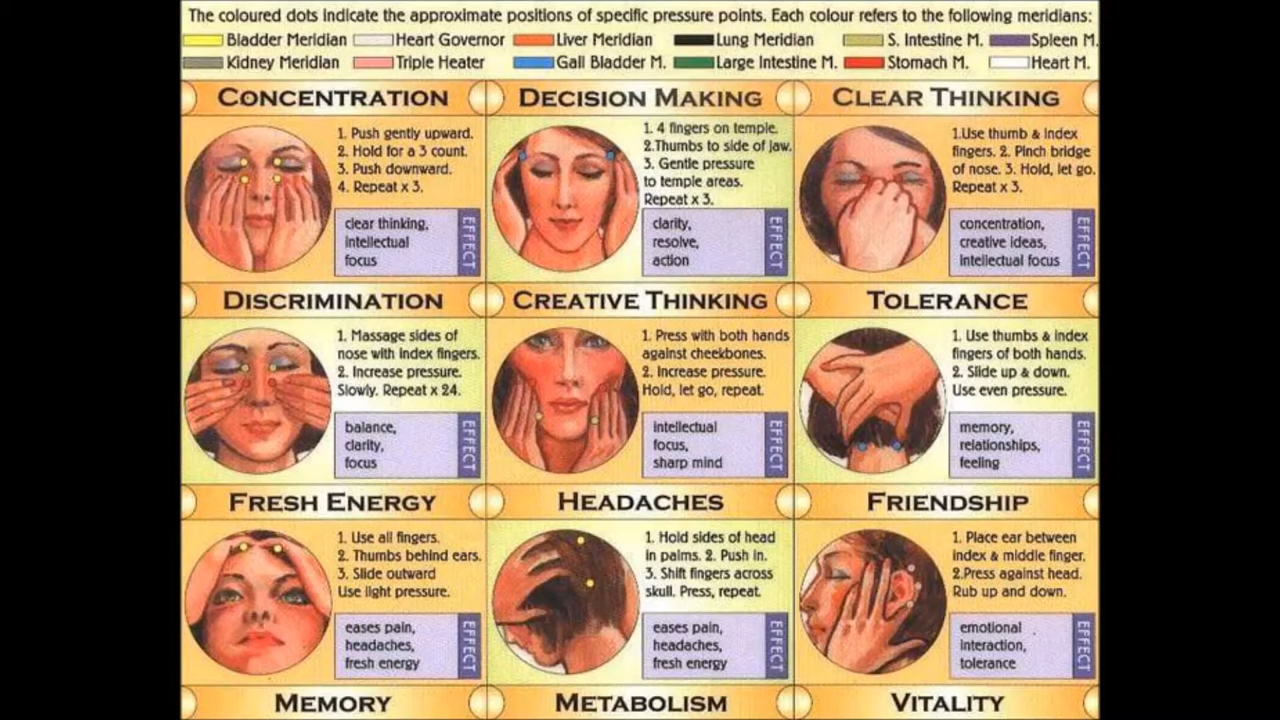 The coloured dots indicate the approximate positions of specific pressure points. Each colour refers to the following meridians:
Bladder Meridian Heart Governor Liver Meridian Lung Meridian S. Intestine M. Spleen M.
Kidney Meridian Triple Heater Gall Bladder M. Large Intestine M. Stomach M. Heart M.
CONCENTRATION
1. Push gently upward.
2. Hold for a 3 count.
3. Push downward.
4. Repeat x 3.
clear thinking,
intellectual
focus
EFFECT
DECISION MAKING
1. 4 fingers on temple.
2.Thumbs to side of jaw.
3. Gentle pressure
to temple areas.
Repeat x 3.
clarity,
resolve,
action
EFFECT
CLEAR THINKING
1.Use thumb & index
fingers. 2. Pinch bridge
of nose. 3. Hold, let go.
Repeat x 3.
concentration,
creative ideas,
intellectual focus
EFFECT
DISCRIMINATION
1. Massage sides of
nose with index fingers.
2. Increase pressure.
Slowly. Repeat x 24.
balance,
clarity,
focus
EFFECT
CREATIVE THINKING
1. Press with both hands
against cheekbones.
2. Increase pressure.
Hold, let go, repeat.
intellectual
focus,
sharp mind
EFFECT
TOLERANCE
1. Use thumbs & index
fingers of both hands.
2. Slide up & down.
Use even pressure.
memory,
relationships,
feeling
EFFECT
FRESH ENERGY
1. Use all fingers.
2. Thumbs behind ears.
3. Slide outward
Use light pressure.
eases pain,
headaches,
fresh energy
EFFECT
HEADACHES
1. Hold sides of head
in palms. 2. Push in.
3. Shift fingers across
skull. Press, repeat.
eases pain,
headaches,
fresh energy
EFFECT
FRIENDSHIP
1. Place ear between
index & middle finger.
2.Press against head.
Rub up and down.
emotional
interaction,
tolerance
EFFECT
MEMORY
METABOLISM
VITALITY